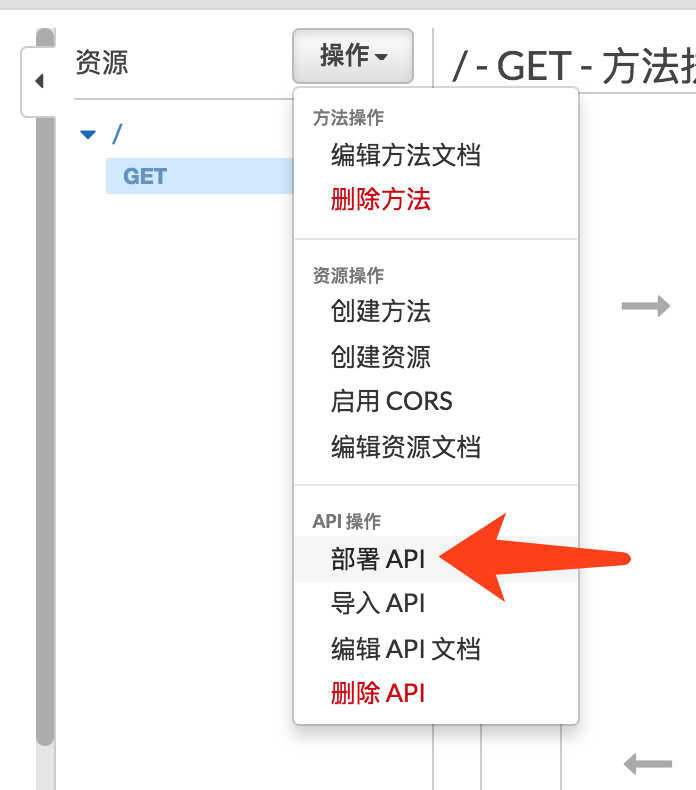 资源
操作
/ - GET - 方法
/
GET
方法操作
编辑方法文档
删除方法
资源操作
创建方法
创建资源
启用 CORS
编辑资源文档
API 操作
部署 API
导入 API
编辑 API 文档
删除 API